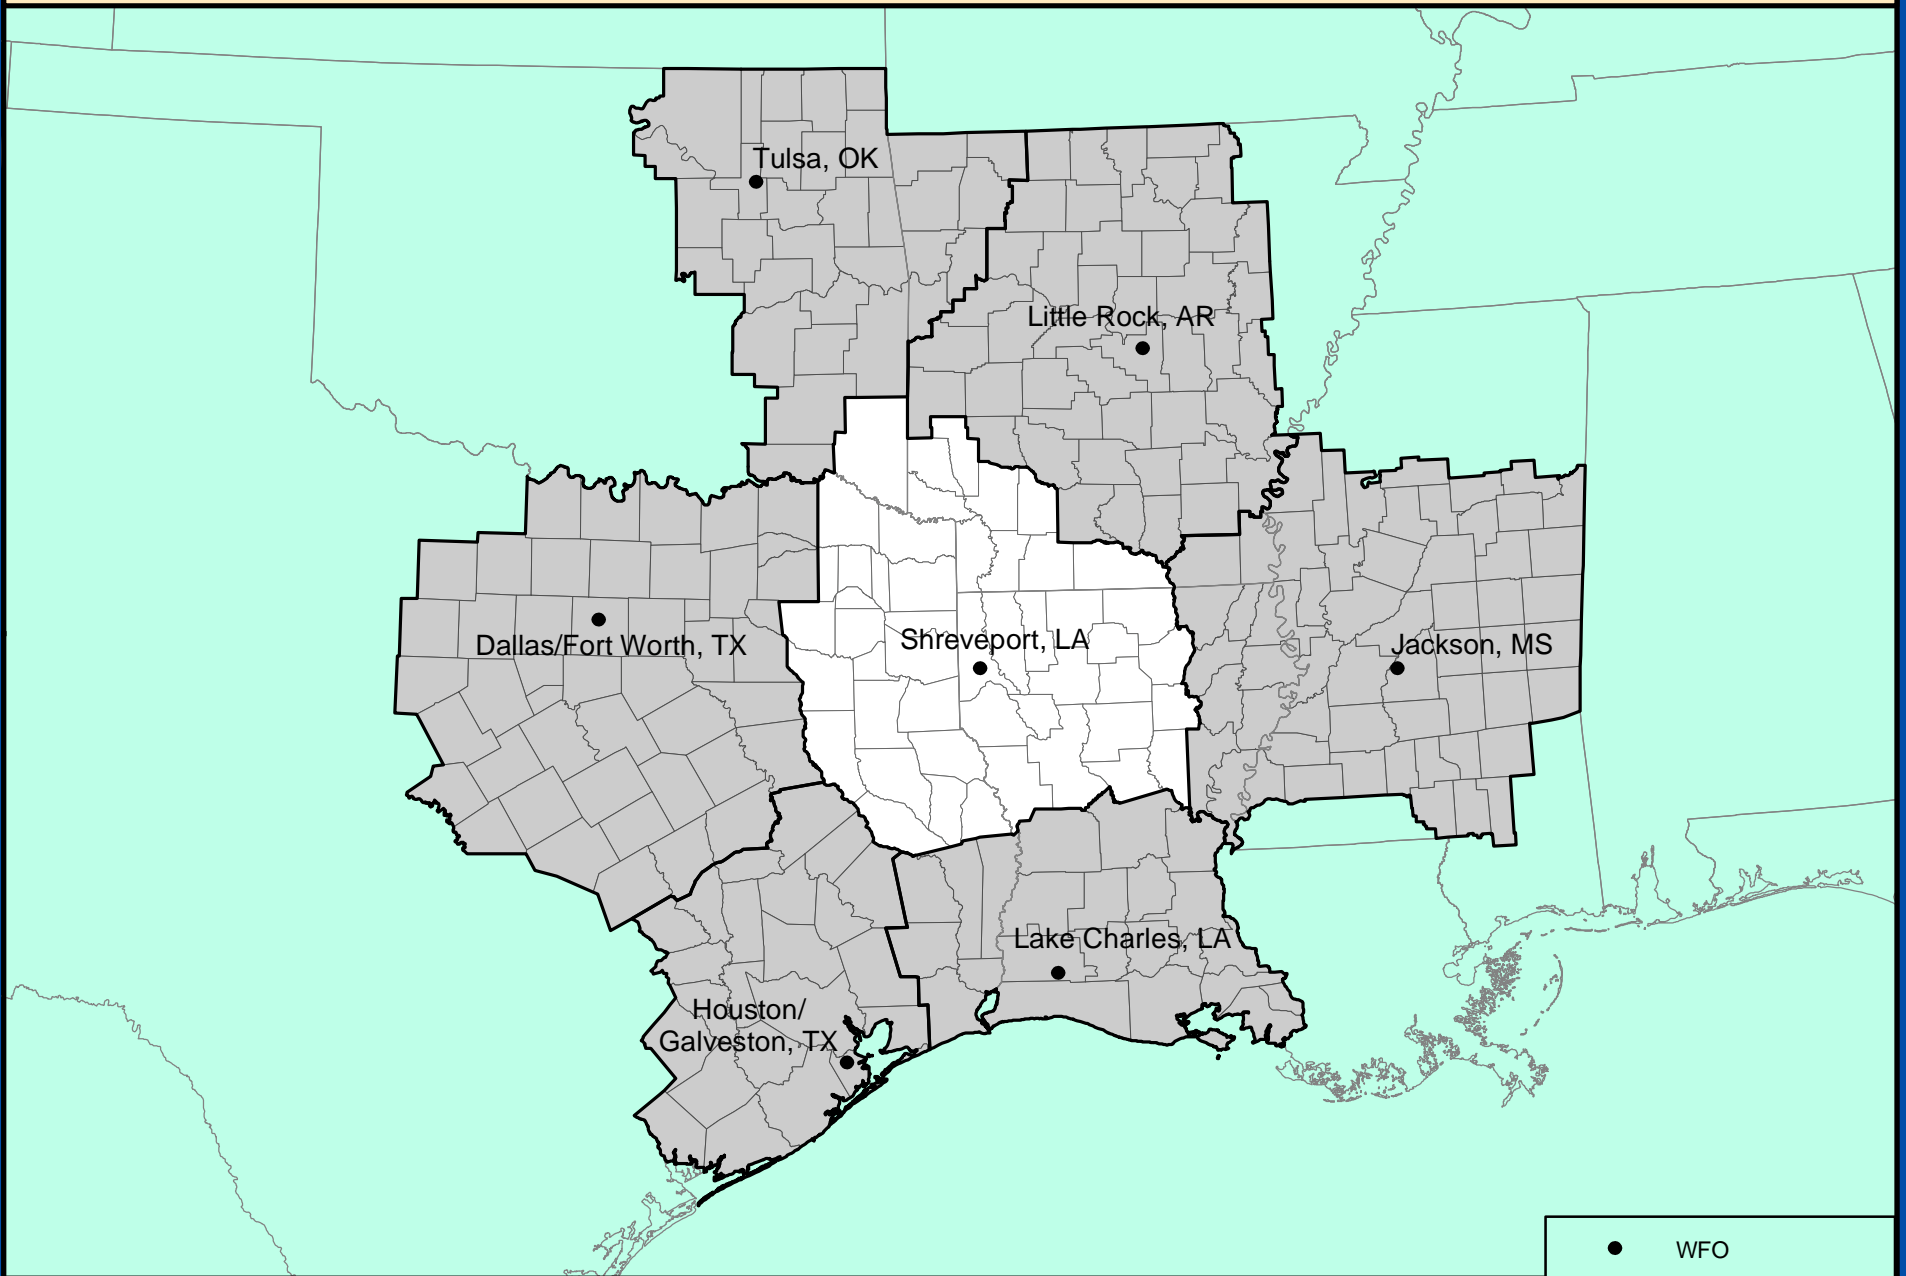 Tulsa, OK
Little Rock, AR
Dallas/Fort Worth, TX
Shreveport, LA
Jackson, MS
Lake Charles, LA
Houston/
Galveston, TX
WFO